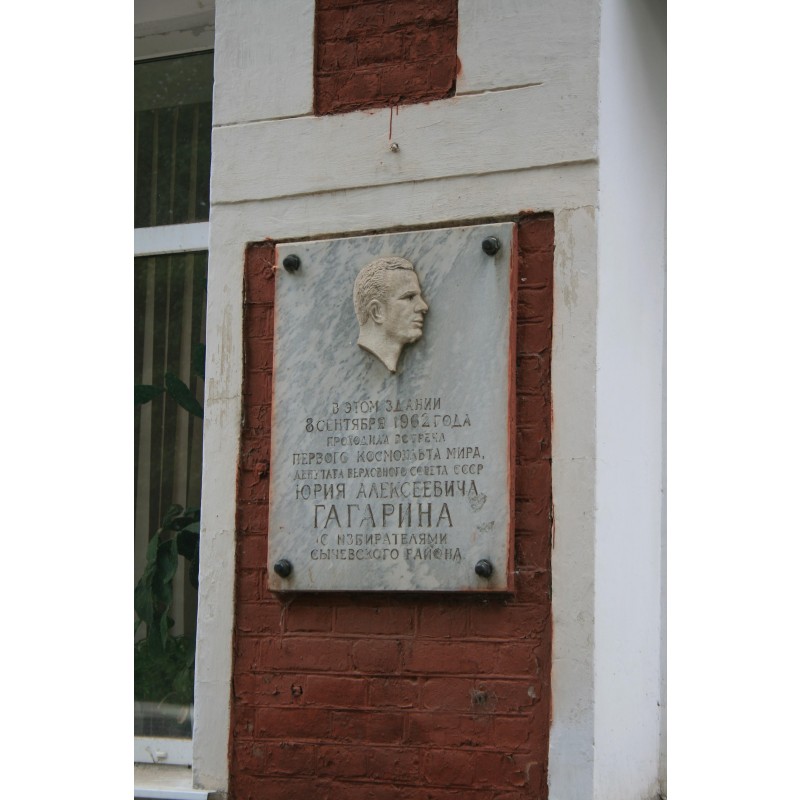 В ЭТОМ ЗДАНИИ
8 СЕНТЯБРЕ 1962 ГОДА
ПРОХОДИЛА ВСТРЕЧА
ПЕРВОГО КОСМОНАВТА МИРА,
ДЕПУТАТА ВЕРХОВНОГО СОВЕТА СССР
ЮРИЯ АЛЕКСЕЕВИЧА
ГАГАРИНА
С ИЗБИРАТЕЛЯМИ
СЫЧЕВСКОГО РАЙОНА